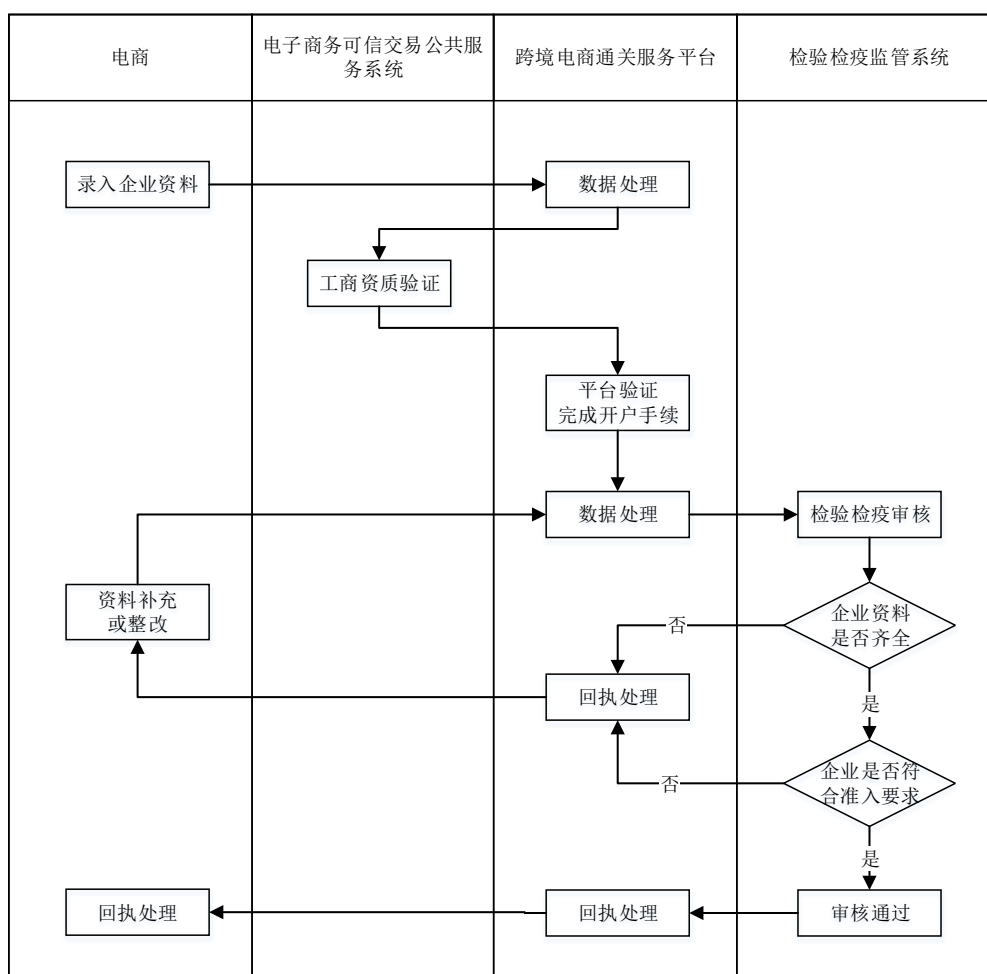 电商
电子商务可信交易公共服
务系统
跨境电商通关服务平台
检验检疫监管系统
录入企业资料
数据处理
工商资质验证
平台验证
完成开户手续
数据处理
检验检疫审核
资料补充
或整改
企业资料
是否齐全
否
回执处理
是
企业是否符
合准入要求
否
是
回执处理
回执处理
审核通过